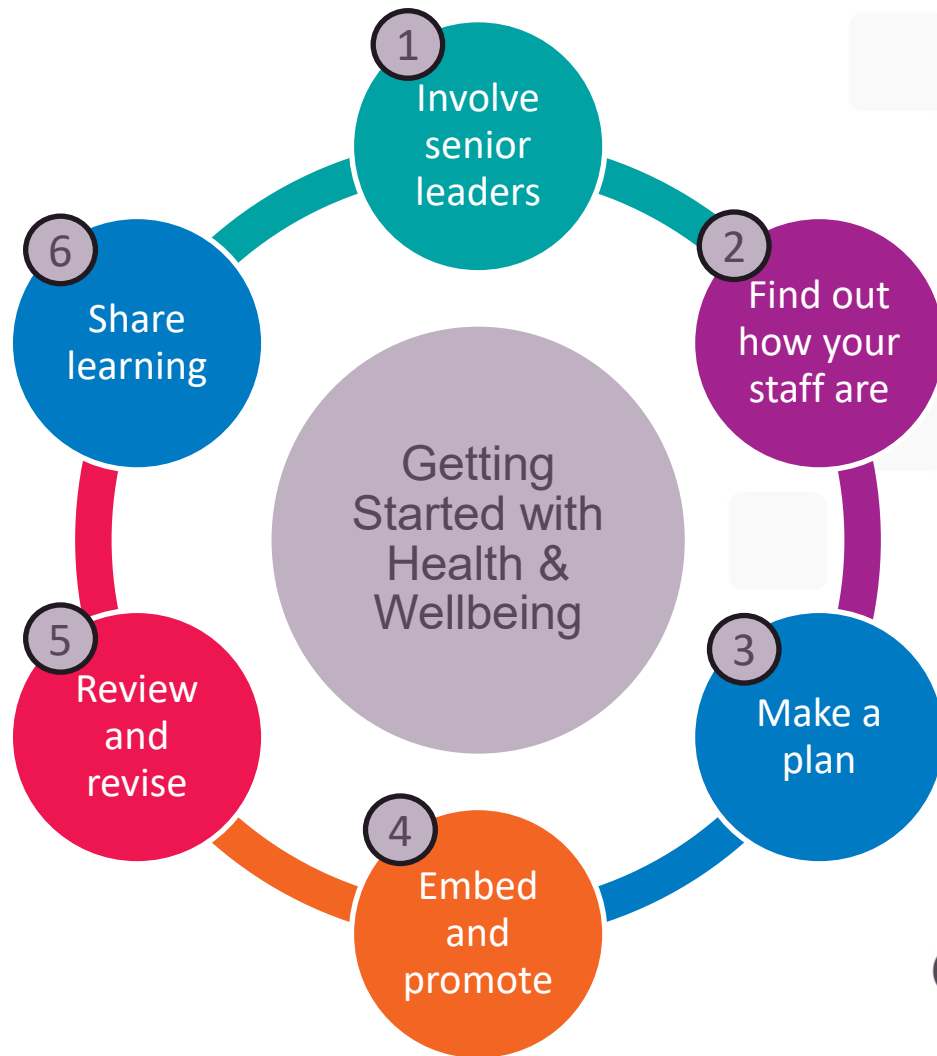 1
Involve
senior
leaders
2
Find out
how your
staff are
3
Make a
plan
4
Embed
and
promote
5
Review
and
revise
6
Share
learning
Getting
Started with
Health &
Wellbeing